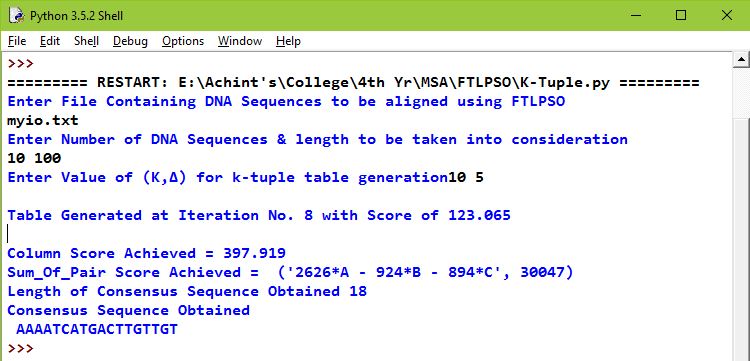 Python 3.5.2 Shell
File Edit Shell Debug Options Window Help
>>>
========= RESTART: E:\Achint's\College\4th Yr\MSA\FTLPSO\K-Tuple.py =========
Enter File Containing DNA Sequences to be aligned using FTLPSO
myio.txt
Enter Number of DNA Sequences & length to be taken into consideration
10 100
Enter Value of (K,Δ) for k-tuple table generation10 5
Table Generated at Iteration No. 8 with Score of 123.065
Column Score Achieved = 397.919
Sum_Of_Pair Score Achieved =  ('2626*A - 924*B - 894*C', 30047)
Length of Consensus Sequence Obtained 18
Consensus Sequence Obtained
AAAATCATGACTTGTTGT
>>>